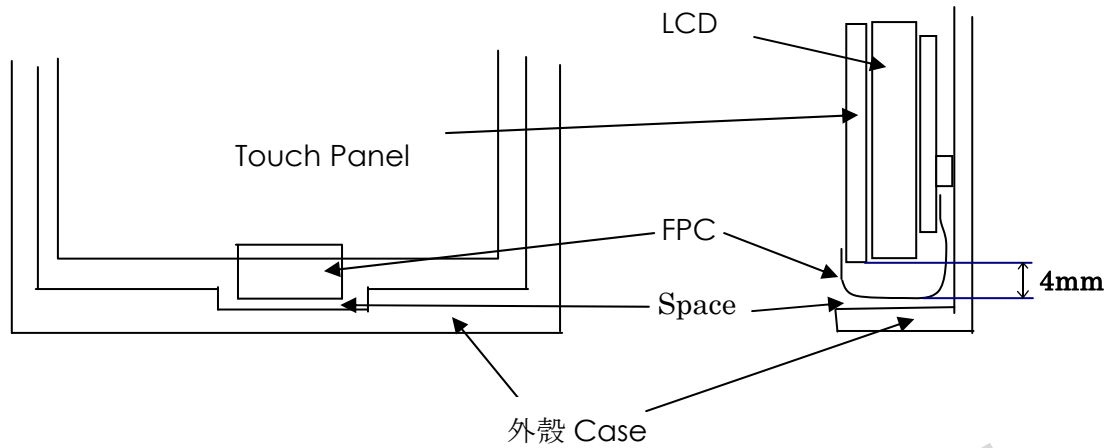 LCD
Touch Panel
FPC
4mm
Space
外殼 Case